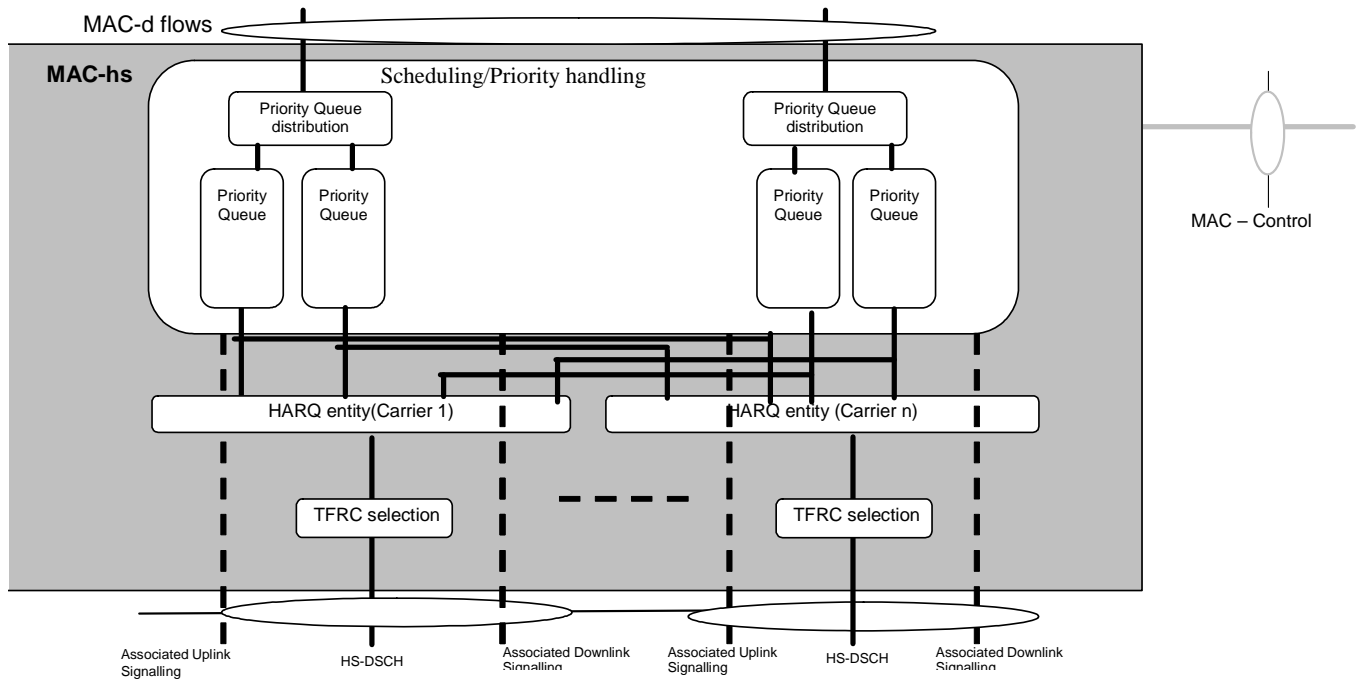 MAC-d flows
MAC-hs
Scheduling/Priority handling
Priority Queue
distribution
Priority Queue
distribution
Priority
Queue
Priority
Queue
Priority
Queue
Priority
Queue
MAC – Control
HARQ entity(Carrier 1)
HARQ entity (Carrier n)
TFRC selection
TFRC selection
Associated Uplink
Signalling
HS-DSCH
Associated Downlink
Signalling
Associated Uplink
Signalling
HS-DSCH
Associated Downlink
Signalling